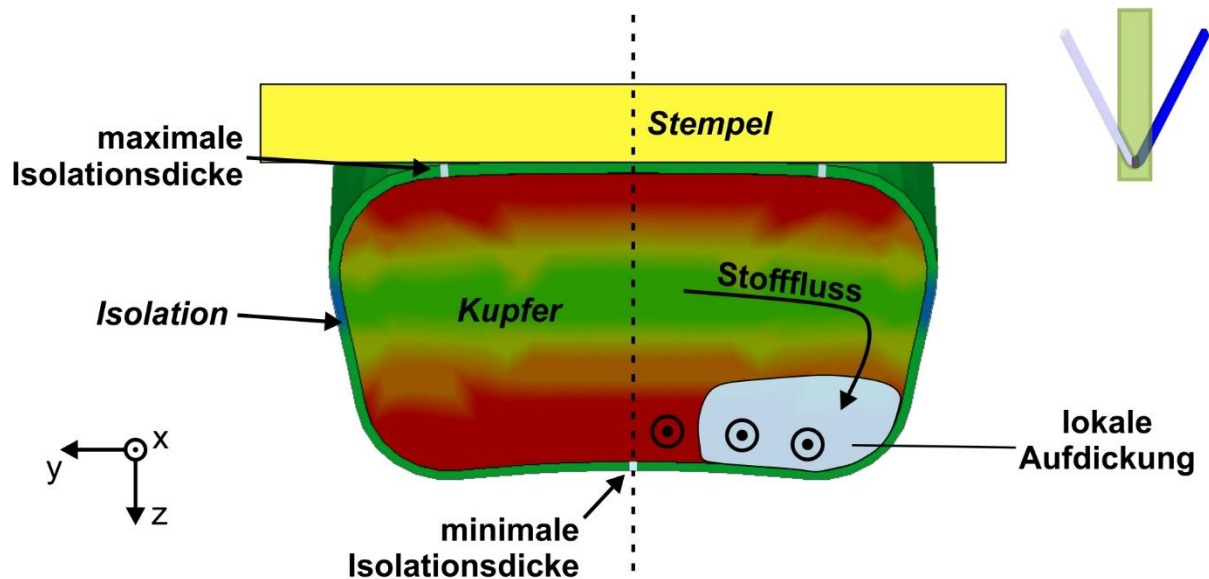 Stempel
maximale
Isolationsdicke
Stofffluss
Isolation
Kupfer
lokale
Aufdickung
x
y
z
minimale
Isolationsdicke